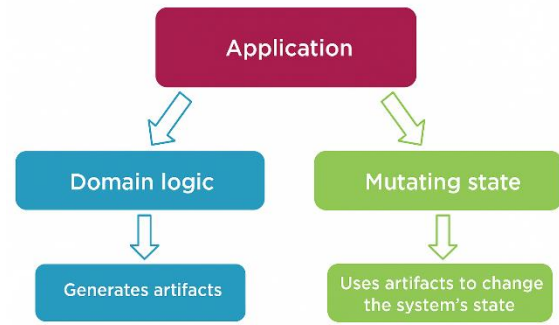 Application
Domain logic
Mutating state
Generates artifacts
Uses artifacts to change
the system's state